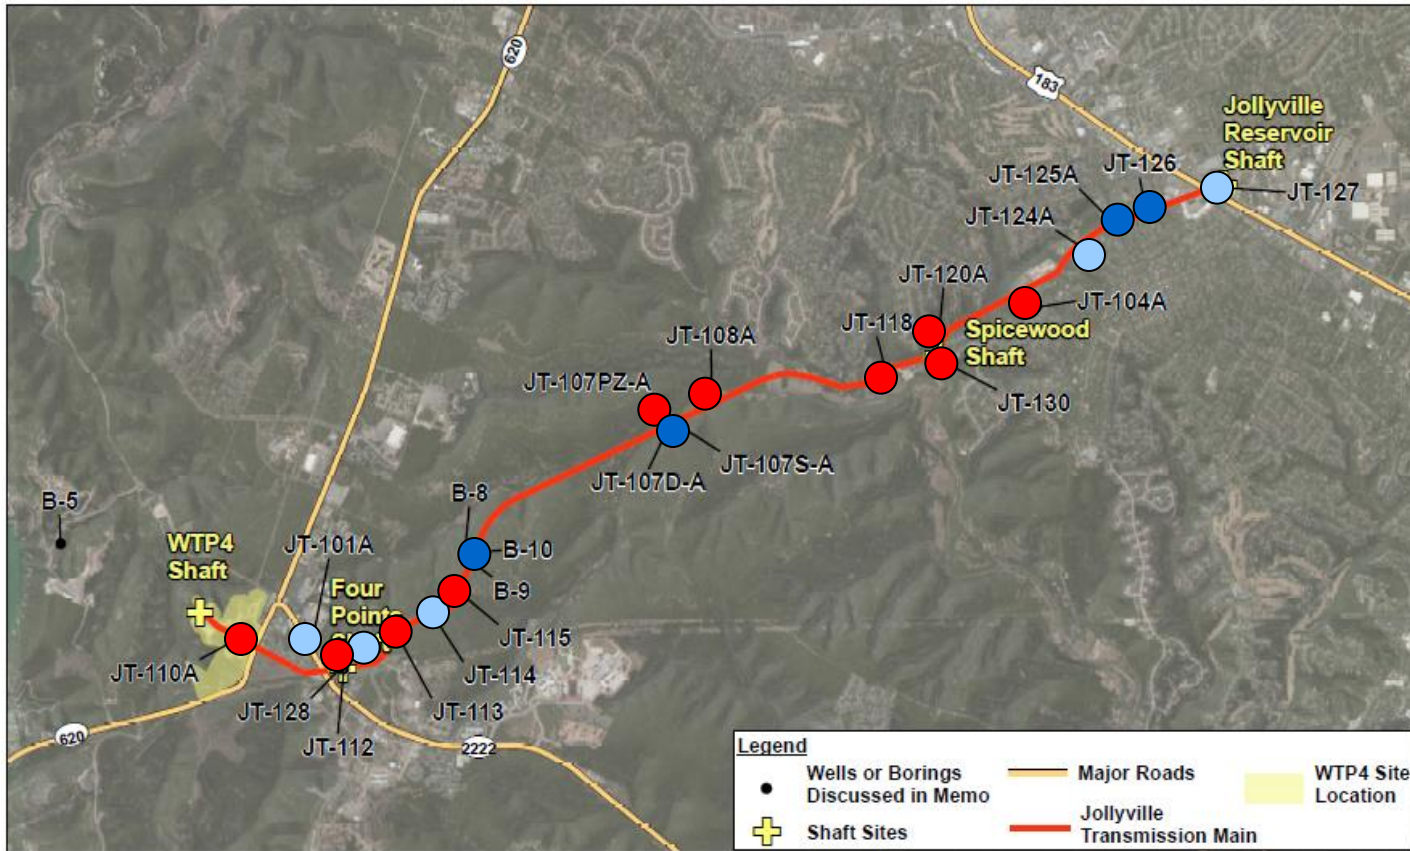 620
183
Jollyville
Reservoir
Shaft
JT-126
JT-125A
JT-127
JT-124A
JT-120A
JT-104A
JT-118
Spicewood
Shaft
JT-108A
JT-107PZ-A
JT-130
JT-107S-A
JT-107D-A
B-8
B-5
B-10
WTP4
Shaft
JT-101A
B-9
Four
Points
JT-115
JT-110A
JT-114
JT-128
JT-113
JT-112
620
2222
Legend
Wells or Borings
Discussed in Memo
Major Roads
WTP4 Site
Location
Shaft Sites
Jollyville
Transmission Main